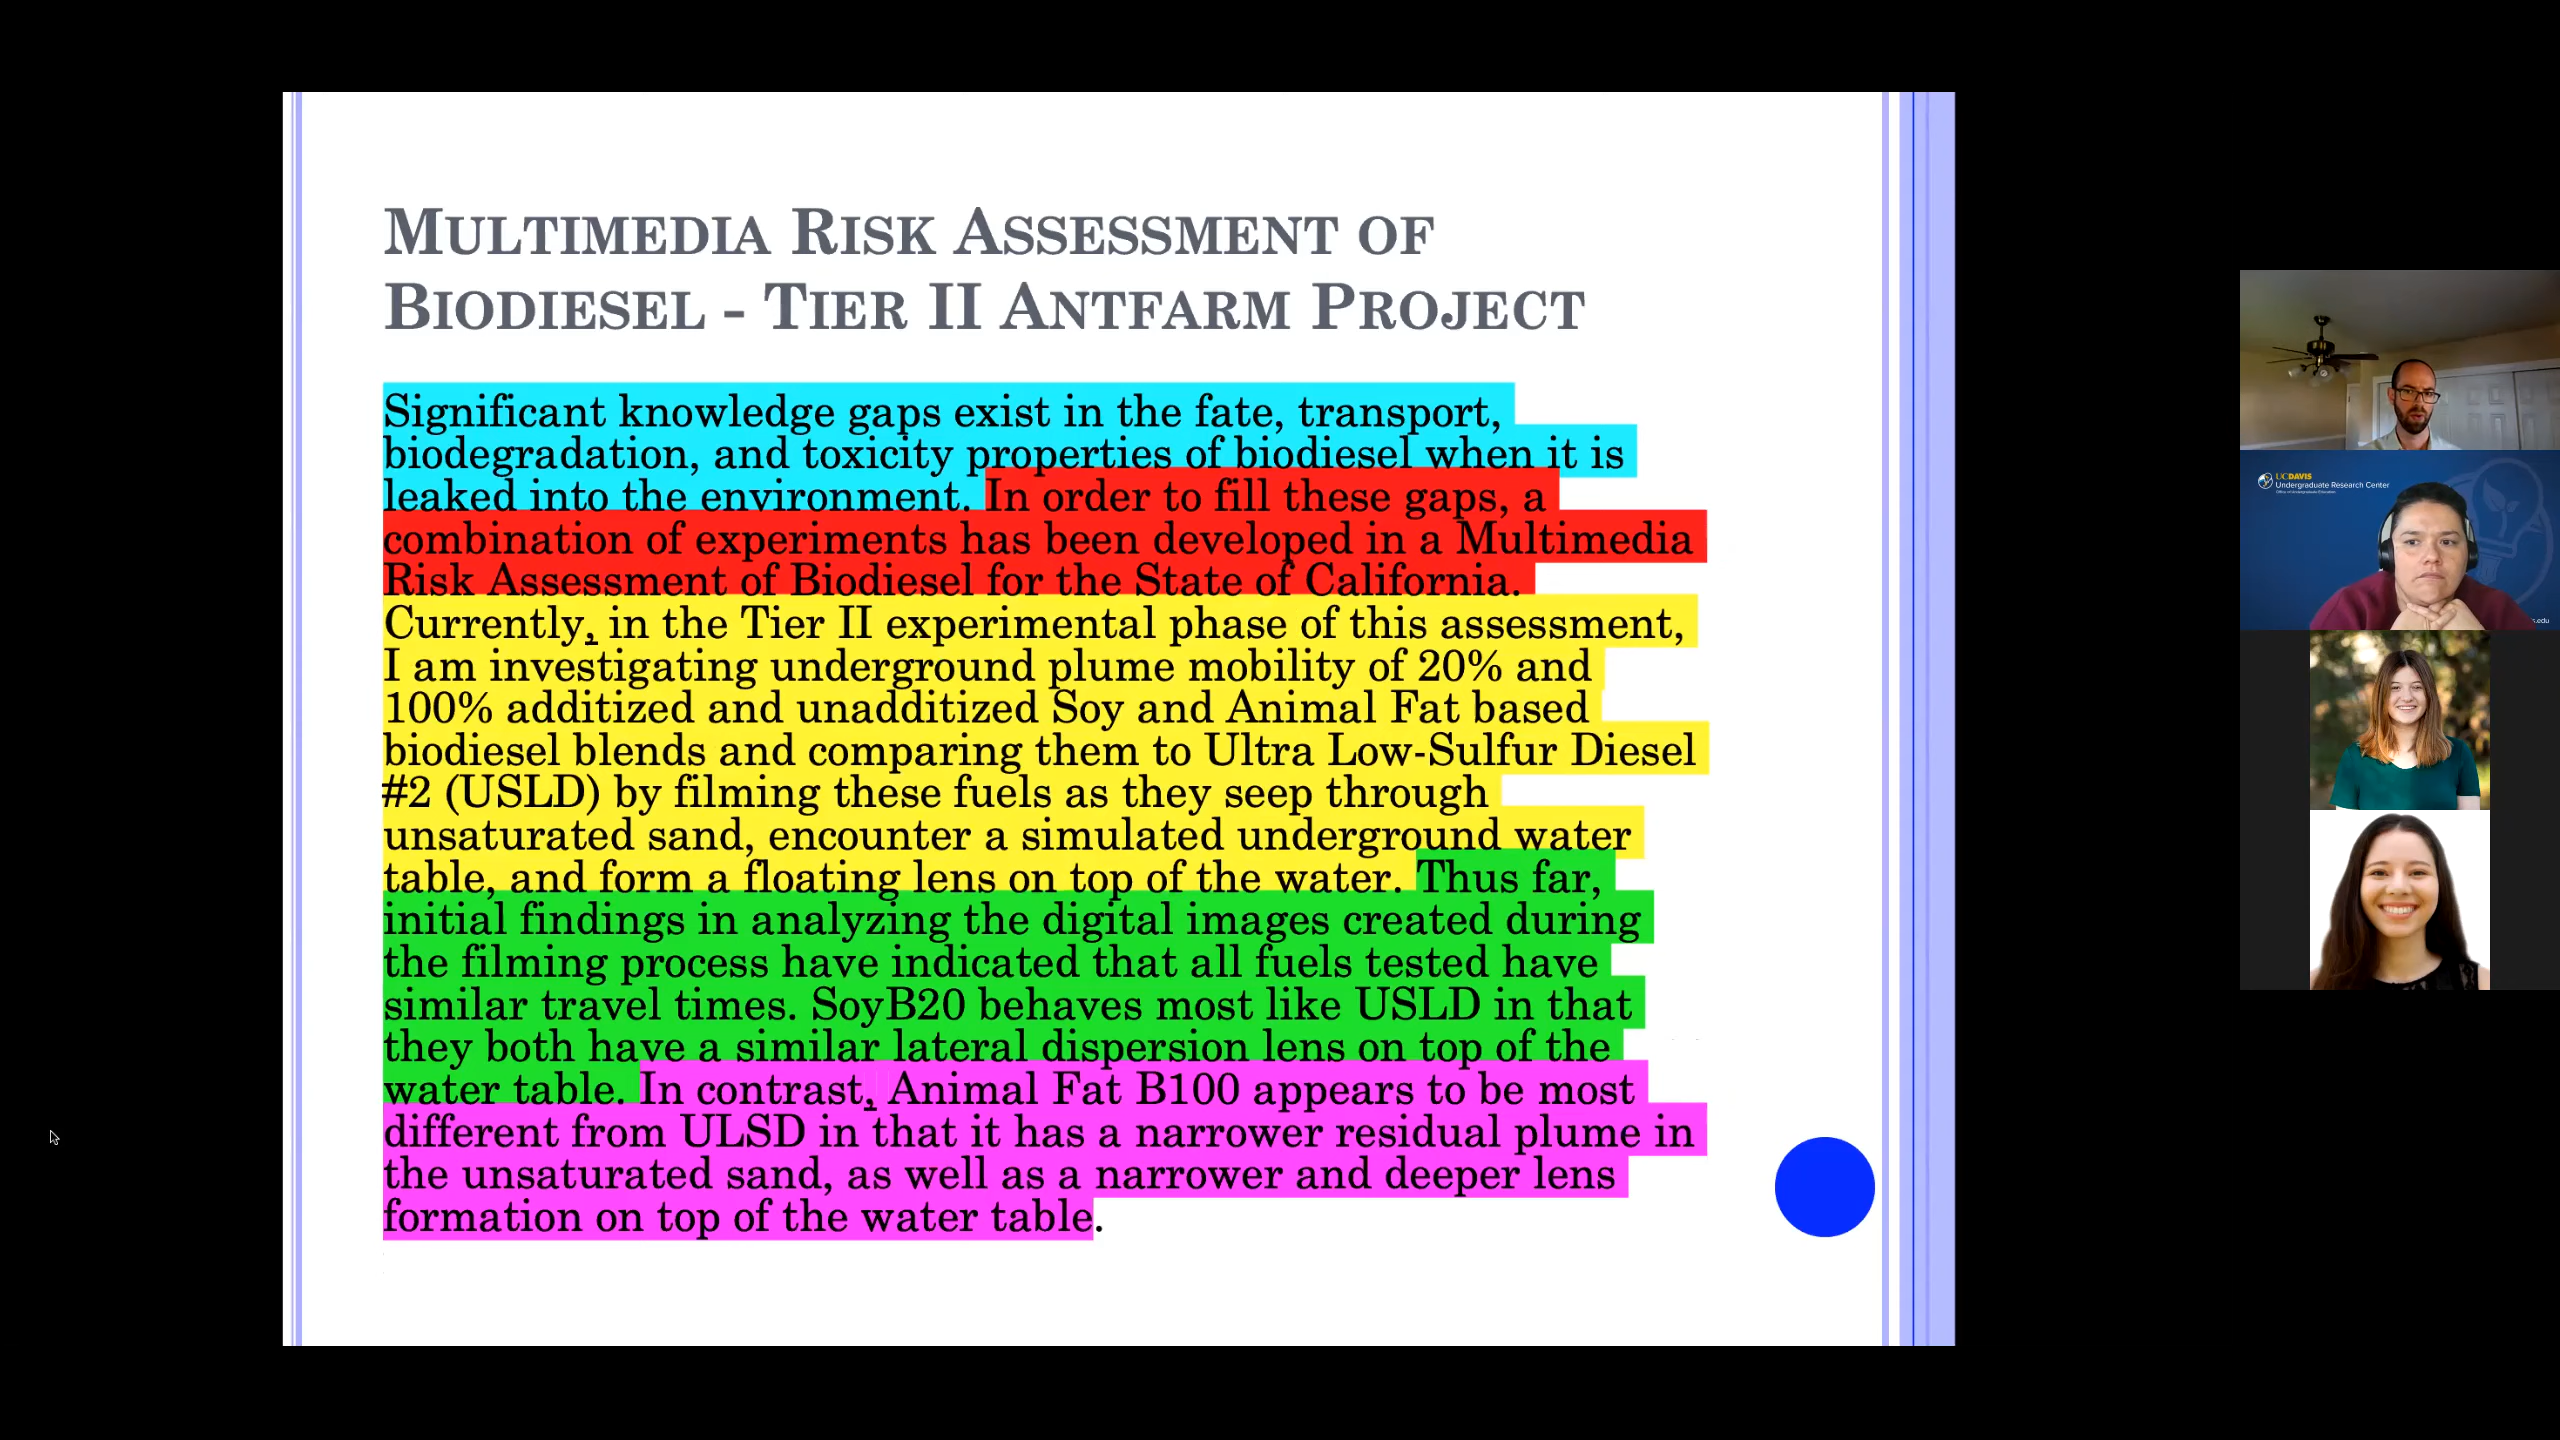 MULTIMEDIA RISK ASSESSMENT OF
BIODIESEL - TIER II ANTFARM PROJECT
Significant knowledge gaps exist in the fate, transport,
biodegradation, and toxicity properties of biodiesel when it is
leaked into the environment. In order to fill these gaps, a
combination of experiments has been developed in a Multimedia
Risk Assessment of Biodiesel for the State of California.
Currently, in the Tier II experimental phase of this assessment,
I am investigating underground plume mobility of 20% and
100% additized and unadditized Soy and Animal Fat based
biodiesel blends and comparing them to Ultra Low-Sulfur Diesel
#2 (USLD) by filming these fuels as they seep through
unsaturated sand, encounter a simulated underground water
table, and form a floating lens on top of the water. Thus far,
initial findings in analyzing the digital images created during
the filming process have indicated that all fuels tested have
similar travel times. SoyB20 behaves most like USLD in that
they both have a similar lateral dispersion lens on top of the
water table. In contrast, Animal Fat B100 appears to be most
different from ULSD in that it has a narrower residual plume in
the unsaturated sand, as well as a narrower and deeper lens
formation on top of the water table.
UCDAVIS
Undergraduate Research Center
Office of Undergraduate Education